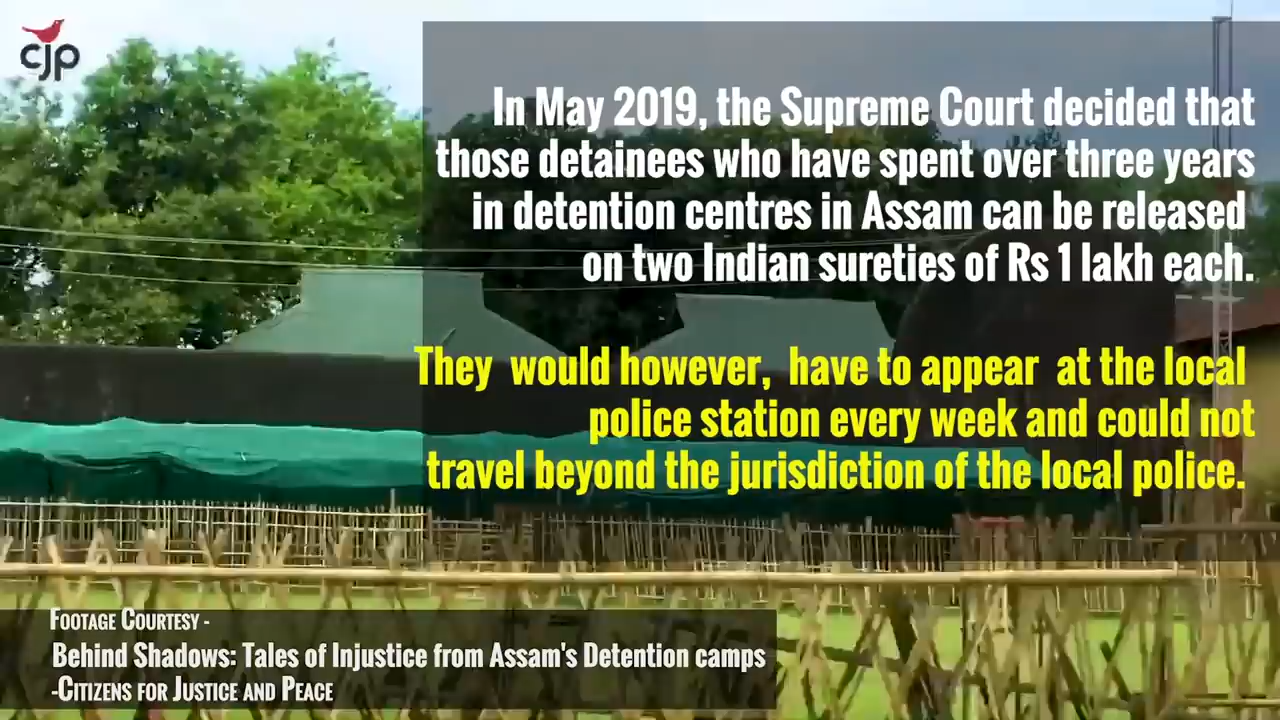 cjp
In May 2019, the Supreme Court decided that
those detainees who have spent over three years
in detention centres in Assam can be released
on two Indian sureties of Rs 1 lakh each.
They would however, have to appear at the local
police station every week and could not
travel beyond the jurisdiction of the local police.
Footage Courtesy -
Behind Shadows: Tales of Injustice from Assam's Detention camps
-Citizens for Justice and Peace